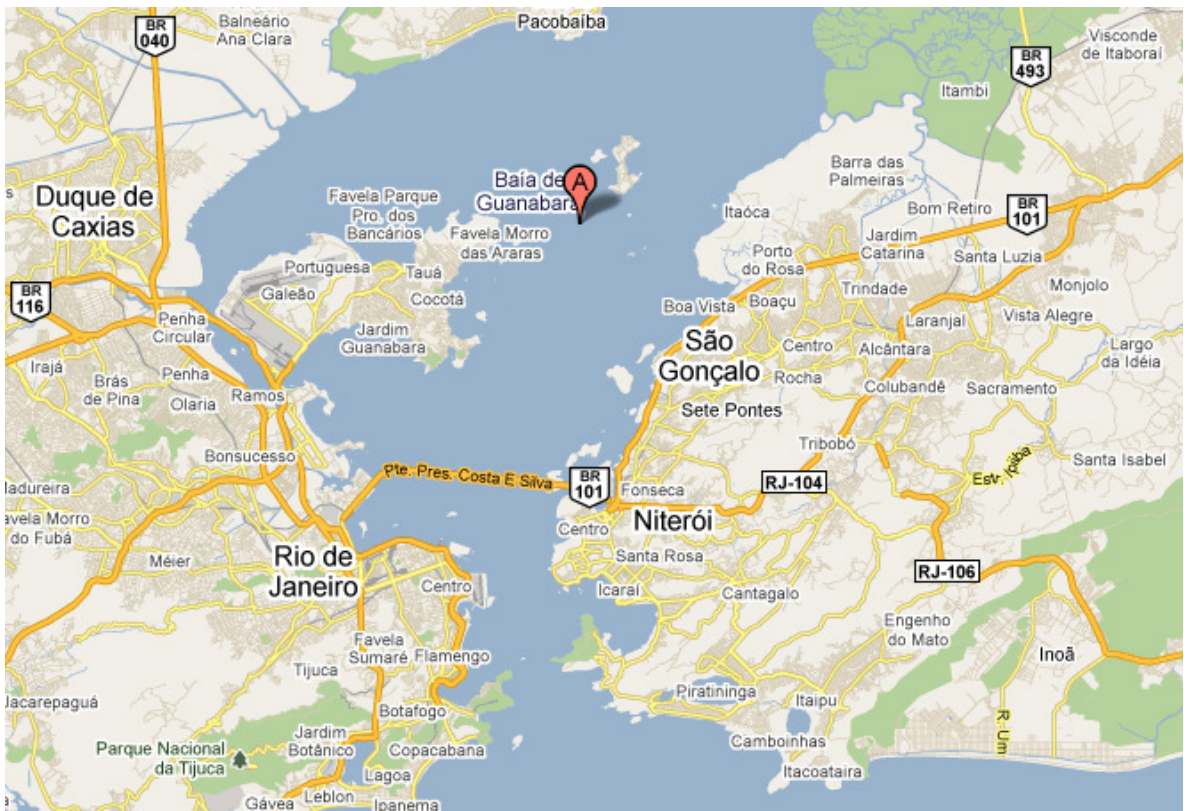 Balneário
Ana Clara
BR
040
Pacobaíba
Visconde
de Itaboraí
BR
493
Itambi
Duque de
Caxias
Favela Parque
Pro. dos
Bancários
Baía de
Guanabara
A
Favela Morro
das Araras
Barra das
Palmeiras
Itaóca
Bom Retiro
BR
101
Portuguesa
Galeão
Tauá
Cocotá
Jardim
Guanabara
Porto
do Rosa
Jardim
Catarina
Santa Luzia
Boaçu
Trindade
Monjolo
Boa Vista
Laranjal
Vista Alegre
BR
116
Penha
Circular
São
Gonçalo
Centro
Alcântara
Largo
da Idéia
Irajá
Brás
de Pina
Penha
Olaria
Ramos
Rocha
Colubandê
Sacramento
Sete Pontes
Bonsucesso
Tribobó
Santa Isabel
Estr. Ipiiba
Pte. Pres. Costa E Silva
BR
101
Fonseca
RJ-104
Madureira
avela Morro
do Fubá
Niterói
Centro
Méier
Rio de
Janeiro
Centro
Santa Rosa
Icaraí
Cantagalo
RJ-106
Engenho
do Mato
Inoã
Favela
Sumaré
Tijuca
Flamengo
Jacarepaguá
Piratininga
Itaipu
R. Um
Botafogo
Parque Nacional
da Tijuca
Jardim
Botânico
Copacabana
Camboinhas
Itacoataira
Lagoa
Gávea
Leblon
Ipanema